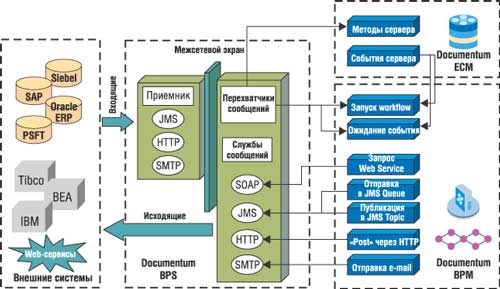 Siebel
SAP
Oracle
ERP
PSFT
Tibco
BEA
IBM
Web-сервисы
Внешние системы
Входящие
Исходящие
Межсетевой экран
Приемник
JMS
HTTP
SMTP
Перехватчики
сообщений
Службы
сообщений
SOAP
JMS
HTTP
SMTP
Documentum
BPS
Методы сервера
События сервера
Documentum
ECM
Запуск workflow
Ожидание события
Запрос
Web Service
Отправка
в JMS Queue
Публикация
в JMS Topic
«Post» через HTTP
Отправка e-mail
Documentum
BPM